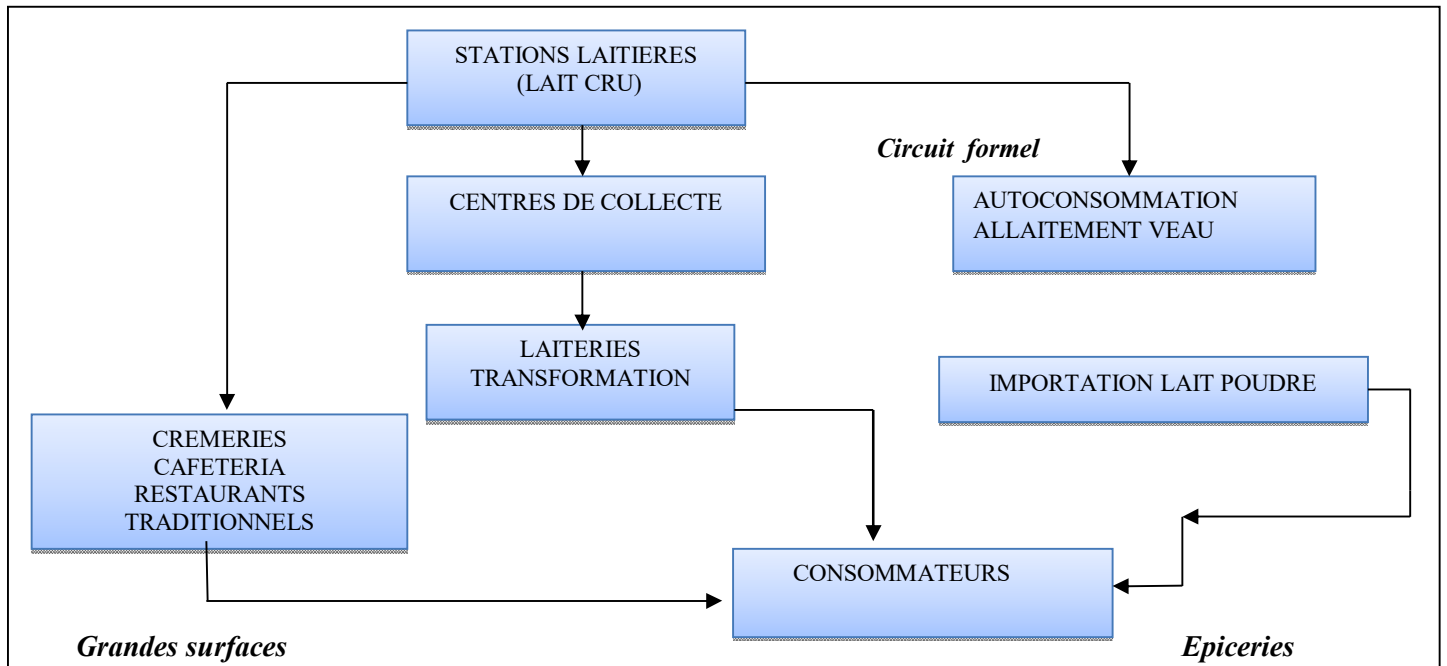 STATIONS LAITIERES
(LAIT CRU)
Circuit formel
CENTRES DE COLLECTE
AUTOCONSOMMATION
ALLAITEMENT VEAU
LAITERIES
TRANSFORMATION
IMPORTATION LAIT POUDRE
CREMERIES
CAFETERIA
RESTAURANTS
TRADITIONNELS
CONSOMMATEURS
Grandes surfaces
Epiceries